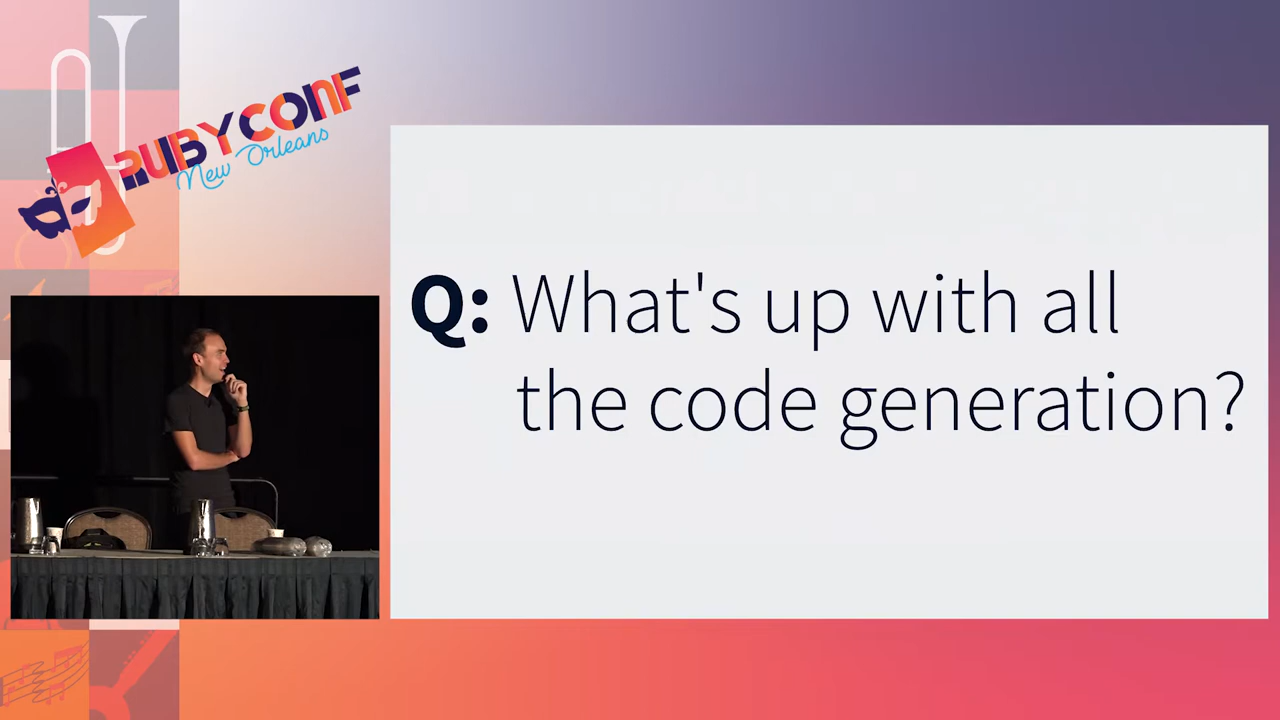 RUBYCONF
New Orleans
Q: What's up with all
the code generation?